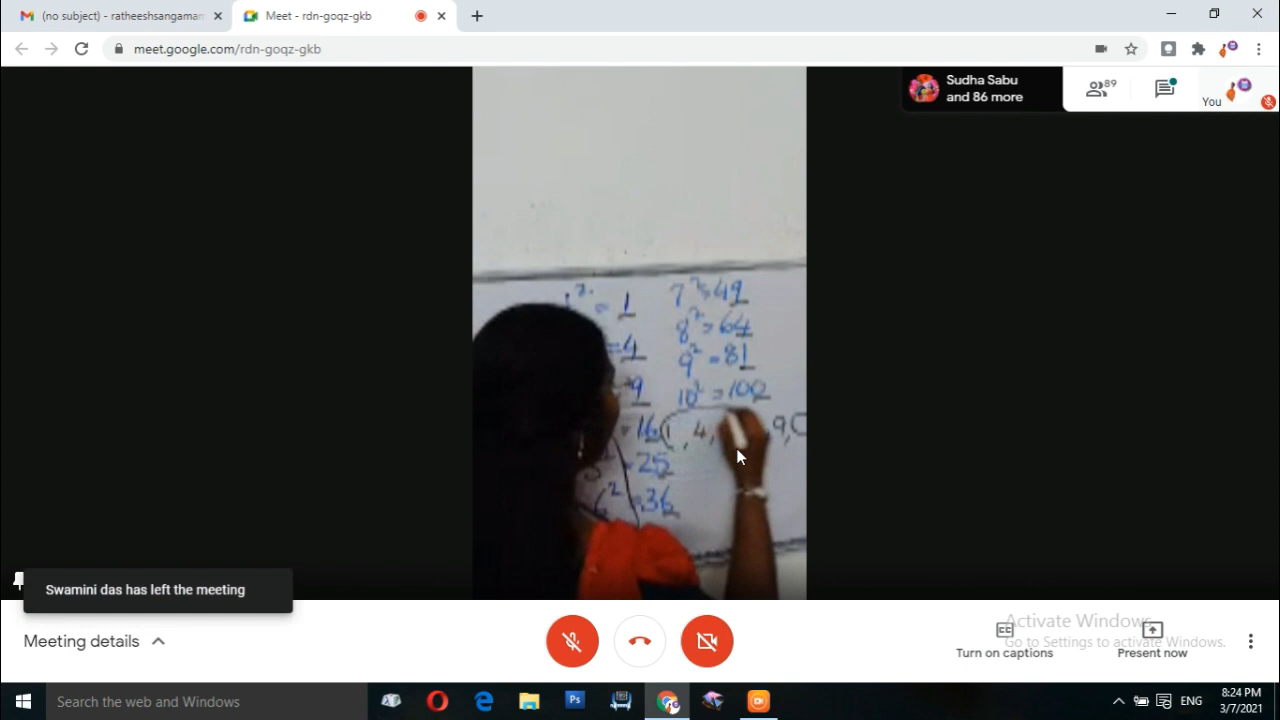 (no subject) - ratheeshsangamam
Meet - rdn-goqz-gkb
meet.google.com/rdn-goqz-gkb
Sudha Sabu
and 86 more
89
You
1² = 1
7² = 49
= 4
8² = 64
9
9² = 81
= 16
10² = 100
(1, 4, 9, 0
5² = 25
6² = 36
Swamini das has left the meeting
Meeting details
Activate Windows
Go to Settings to activate Windows.
Turn on captions
Present now
Search the web and Windows
Ps
ENG
8:24 PM
3/7/2021